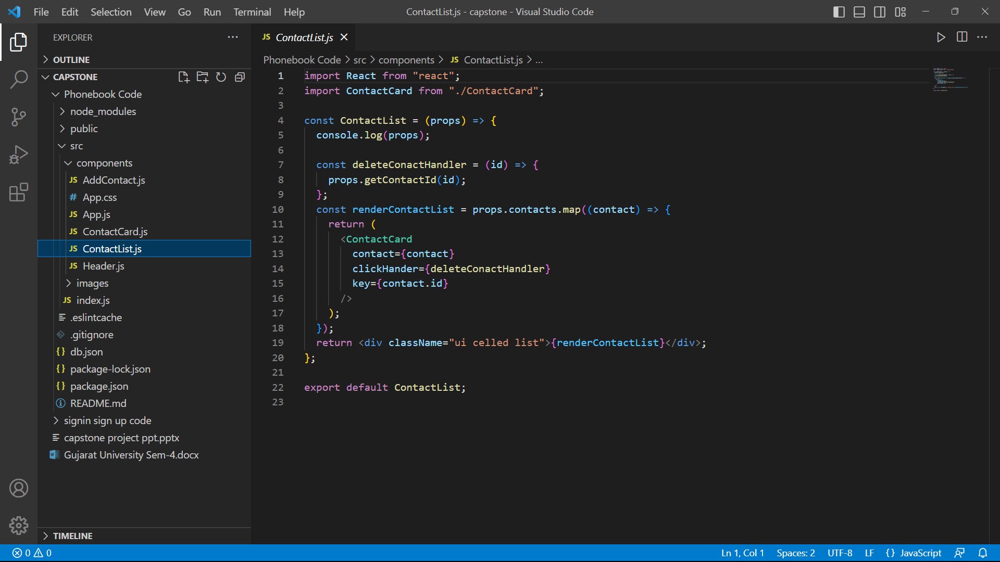 File Edit Selection View Go Run Terminal Help
ContactList.js - capstone - Visual Studio Code
EXPLORER
OUTLINE
CAPSTONE
Phonebook Code
node_modules
public
src
components
JS AddContact.js
# App.css
JS App.js
JS ContactCard.js
JS ContactList.js
JS Header.js
images
JS index.js
.eslintcache
.gitignore
{} db.json
{} package-lock.json
{} package.json
README.md
signin sign up code
capstone project ppt.pptx
Gujarat University Sem-4.docx
TIMELINE
JS ContactList.js
Phonebook Code > src > components > JS ContactList.js > ...
1 import React from "react";
2 import ContactCard from "./ContactCard";
3
4 const ContactList = (props) => {
5 console.log(props);
6
7 const deleteConactHandler = (id) => {
8 props.getContactId(id);
9 };
10 const renderContactList = props.contacts.map((contact) => {
11 return (
12 <ContactCard
13 contact={contact}
14 clickHander={deleteConactHandler}
15 key={contact.id}
16 />
17 );
18 });
19 return <div className="ui celled list">{renderContactList}</div>;
20 };
21
22 export default ContactList;
23
0 0
Ln 1, Col 1 Spaces: 2 UTF-8 LF {} JavaScript